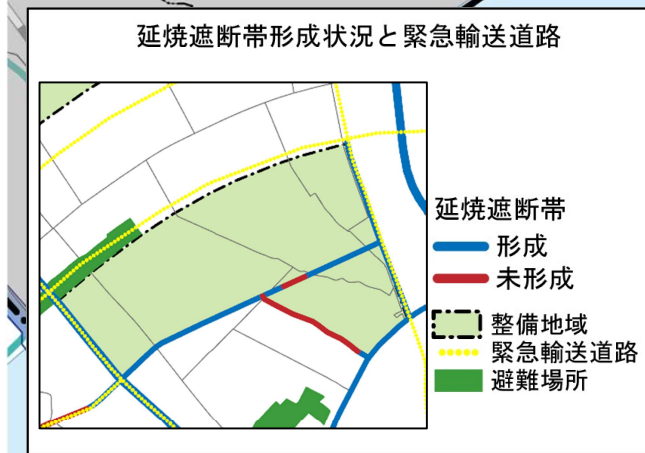 延焼遮断帯形成状況と緊急輸送道路
延焼遮断帯
形成
未形成
整備地域
緊急輸送道路
避難場所